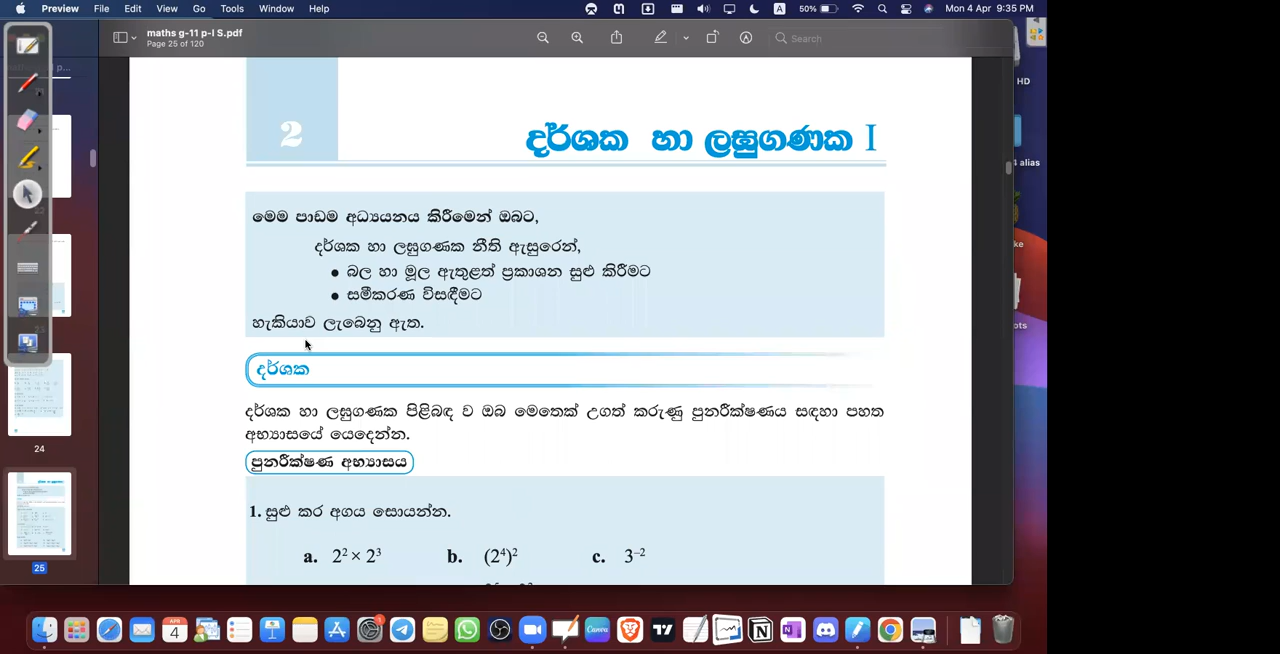 Preview File Edit View Go Tools Window Help 50% Mon 4 Apr 9:35 PM
maths g-11 p-I S.pdf
Page 25 of 120
Search
HD
2
දර්ශක හා ලඝුගණක I
මෙම පාඩම අධ්‍යයනය කිරීමෙන් ඔබට,
දර්ශක හා ලඝුගණක නීති ඇසුරෙන්,
• බල හා මූල ඇතුළත් ප්‍රකාශන සුළු කිරීමට
• සමීකරණ විසඳීමට
හැකියාව ලැබෙනු ඇත.
දර්ශක
දර්ශක හා ලඝුගණක පිළිබඳ ව ඔබ මෙතෙක් උගත් කරුණු පුනරීක්ෂණය සඳහා පහත
අභ්‍යාසයේ යෙදෙන්න.
පුනරීක්ෂණ අභ්‍යාසය
1. සුළු කර අගය සොයන්න.
a. 2² × 2³ b. (2⁴)² c. 3⁻²
24
25
alias